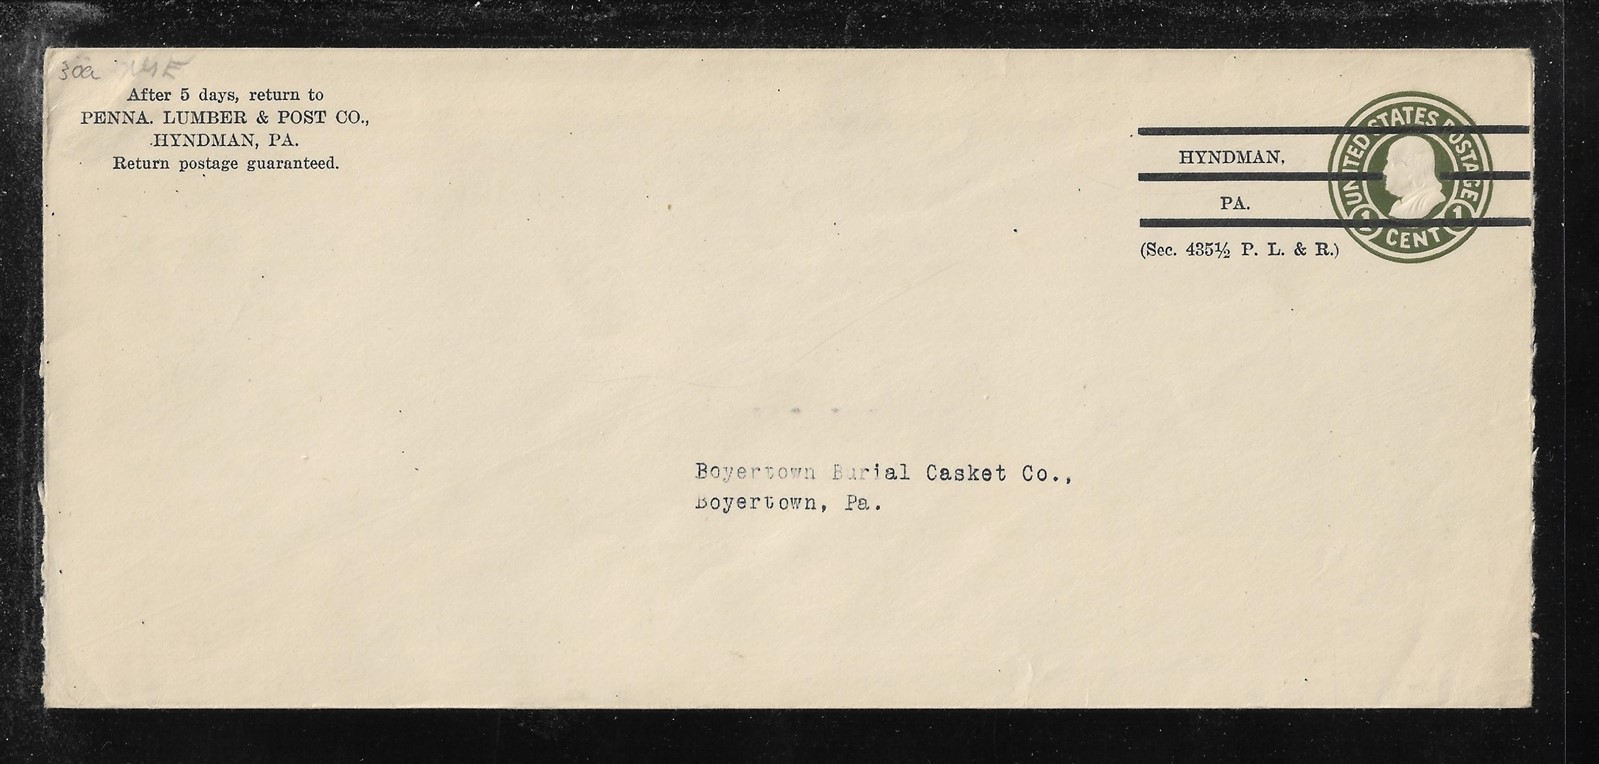 30a
After 5 days, return to
PENNA. LUMBER & POST CO.,
HYNDMAN, PA.
Return postage guaranteed.
UNITED STATES POSTAGE
1 CENT 1
HYNDMAN,
PA.
(Sec. 435½ P. L. & R.)
Boyertown Burial Casket Co.,
Boyertown, Pa.